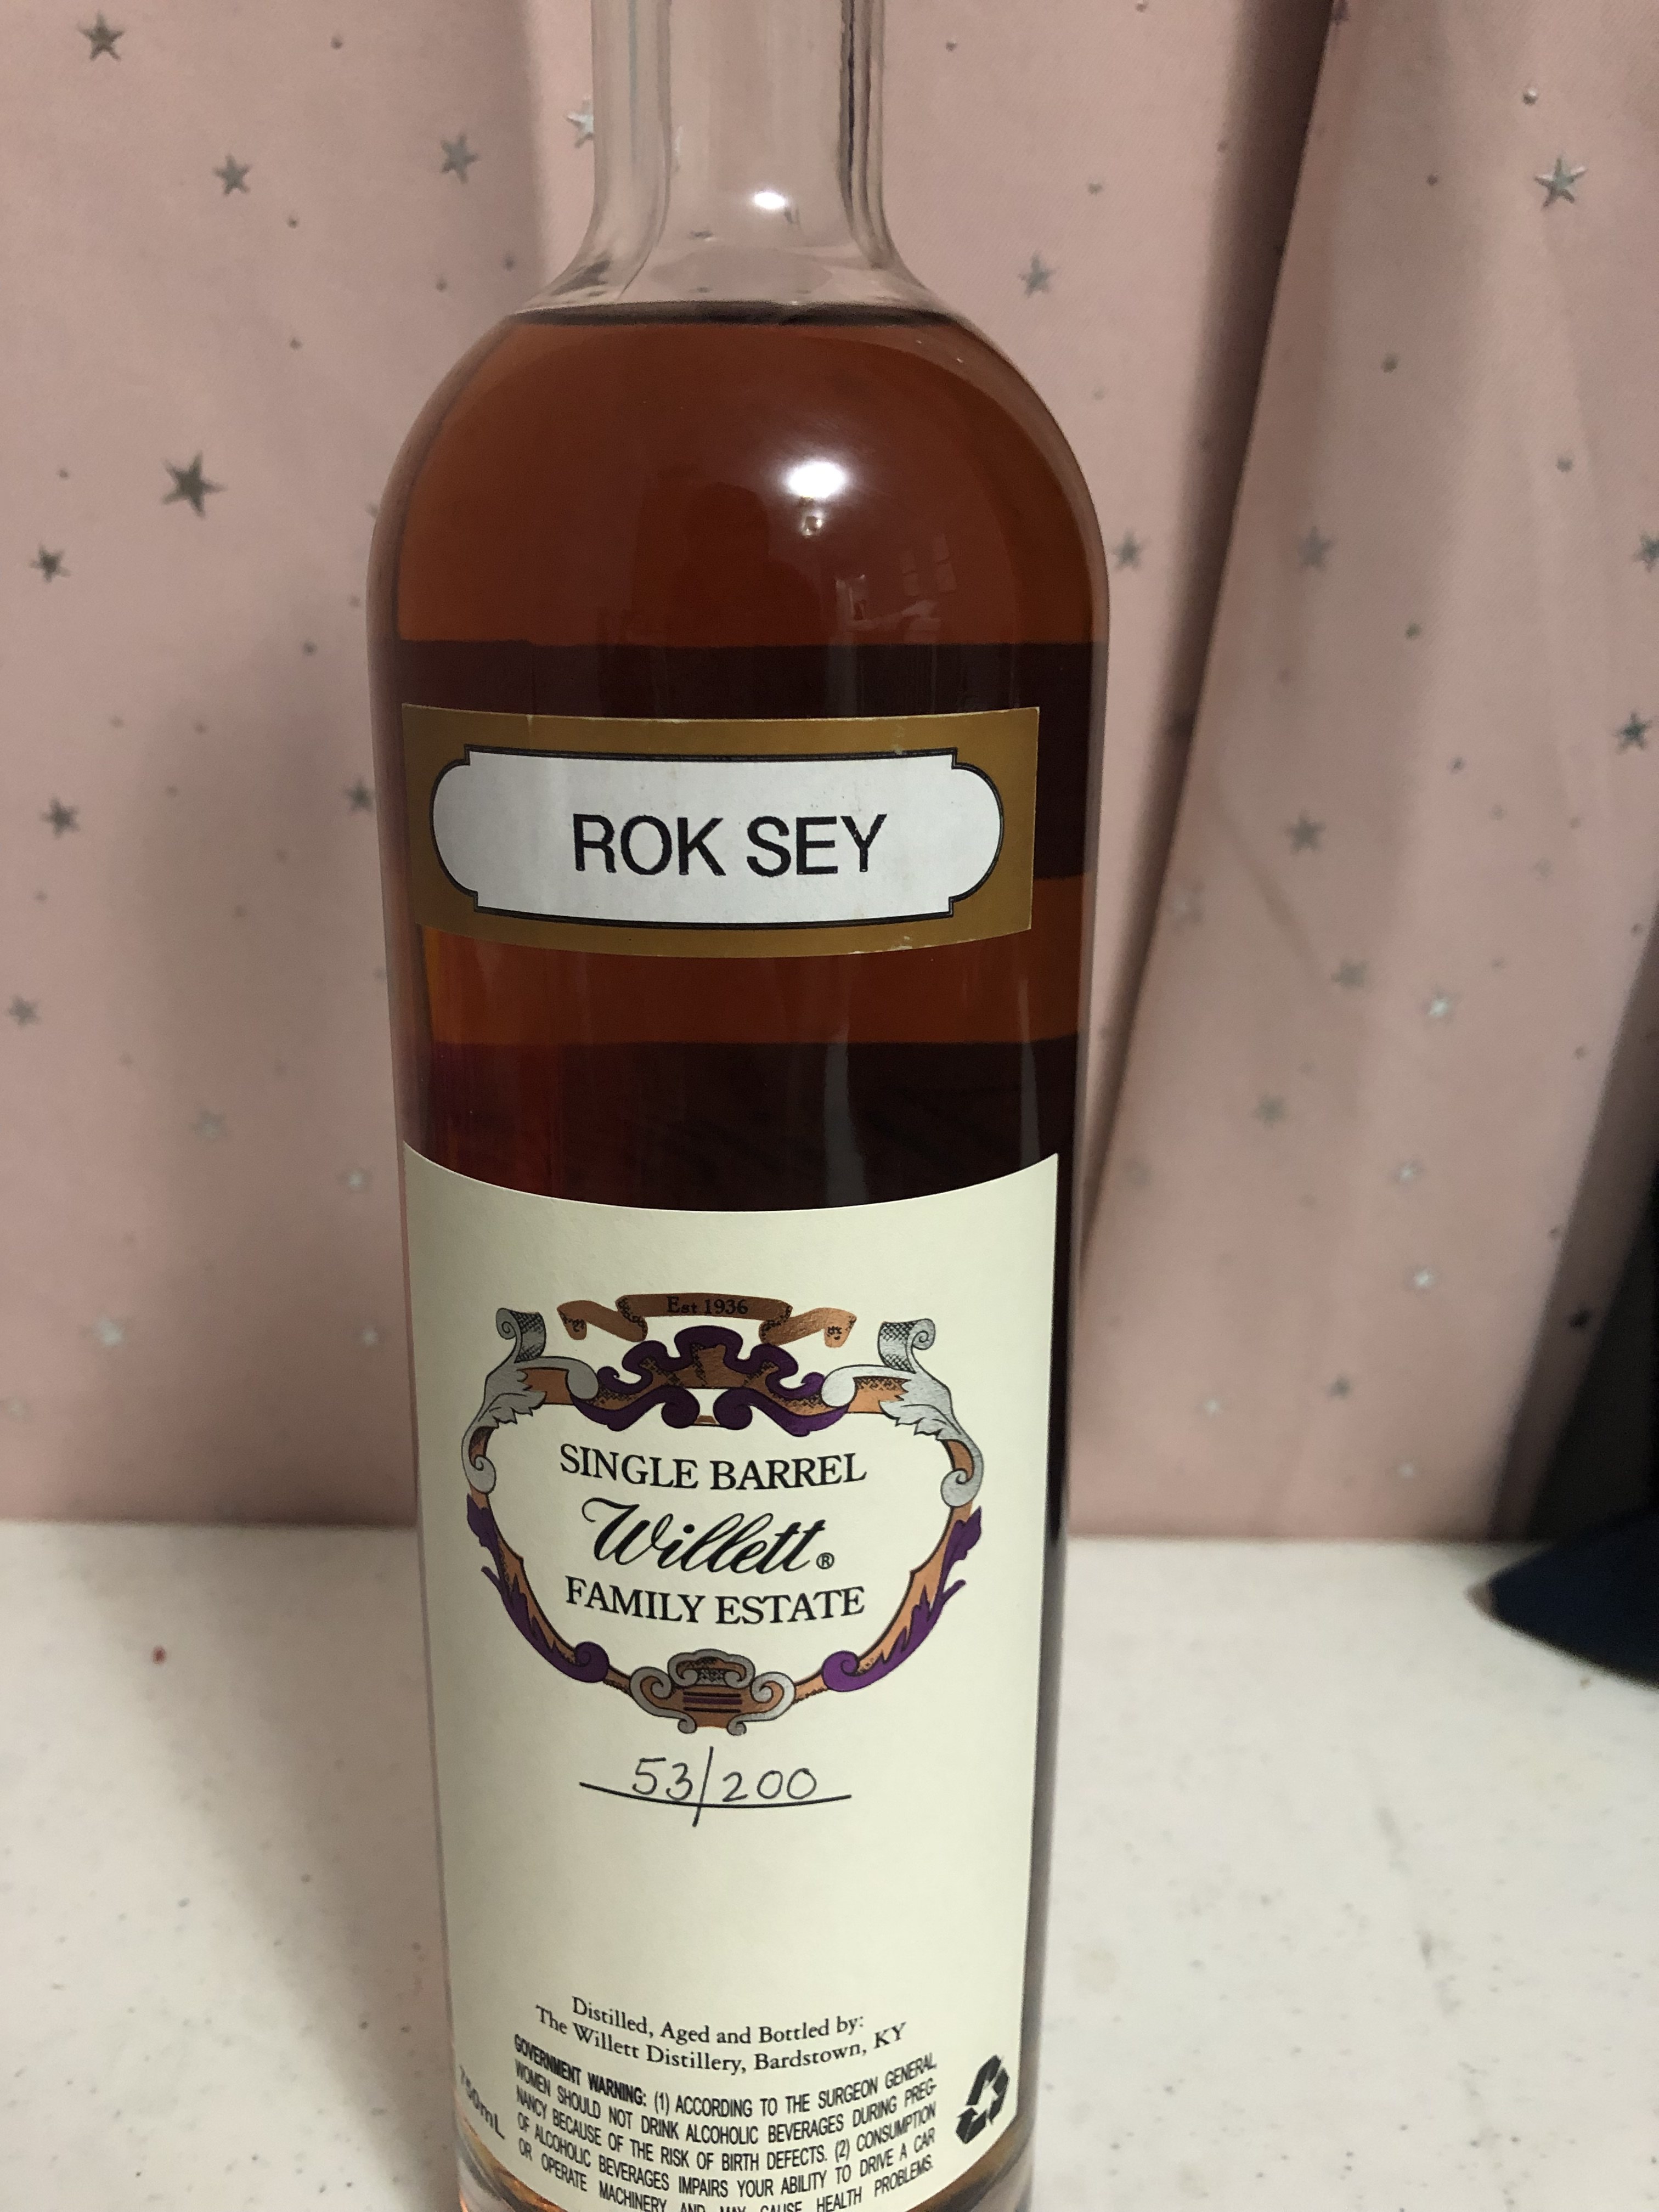 ROK SEY
Est 1936
SINGLE BARREL
Willett®
FAMILY ESTATE
53/200
Distilled, Aged and Bottled by:
The Willett Distillery, Bardstown, KY
GOVERNMENT WARNING: (1) ACCORDING TO THE SURGEON GENERAL,
WOMEN SHOULD NOT DRINK ALCOHOLIC BEVERAGES DURING PREG-
NANCY BECAUSE OF THE RISK OF BIRTH DEFECTS. (2) CONSUMPTION
OF ALCOHOLIC BEVERAGES IMPAIRS YOUR ABILITY TO DRIVE A CAR
OR OPERATE MACHINERY AND MAY CAUSE HEALTH PROBLEMS.
750mL